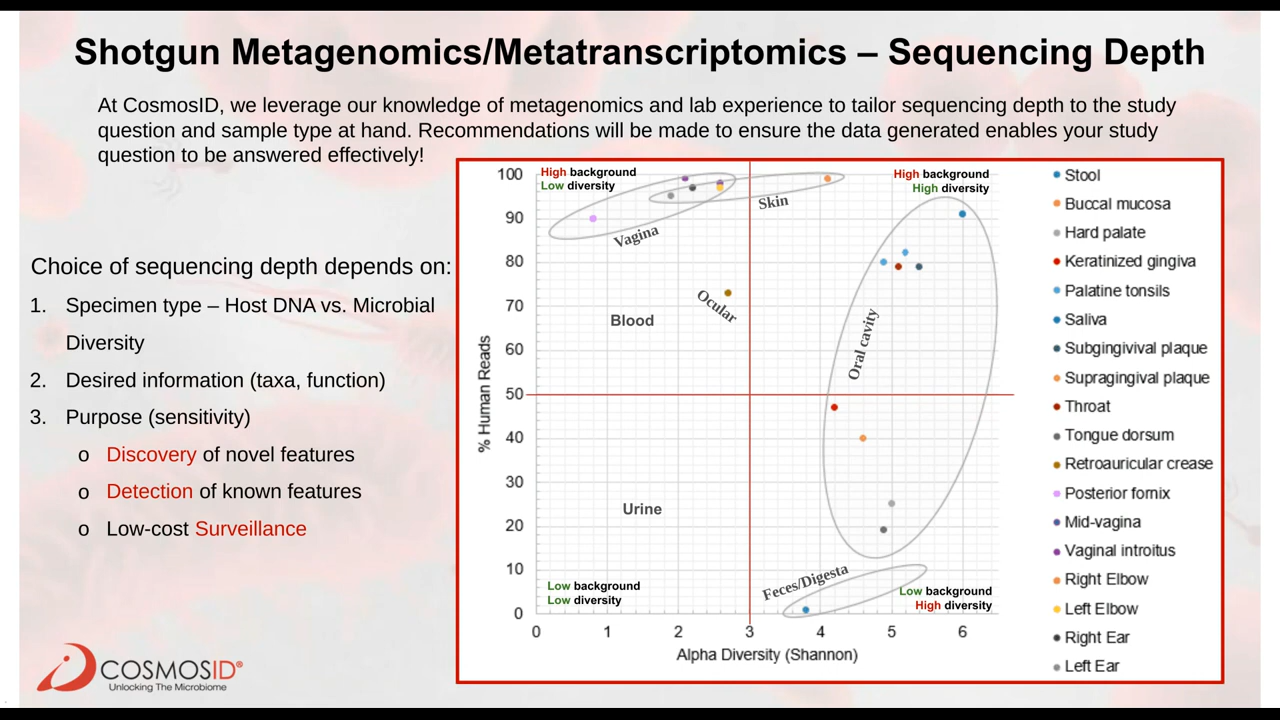 Shotgun Metagenomics/Metatranscriptomics – Sequencing Depth
At CosmosID, we leverage our knowledge of metagenomics and lab experience to tailor sequencing depth to the study
question and sample type at hand. Recommendations will be made to ensure the data generated enables your study
question to be answered effectively!
Choice of sequencing depth depends on:
1. Specimen type – Host DNA vs. Microbial
Diversity
2. Desired information (taxa, function)
3. Purpose (sensitivity)
o Discovery of novel features
o Detection of known features
o Low-cost Surveillance
COSMOSID®
Unlocking The Microbiome
% Human Reads
100
90
80
70
60
50
40
30
20
10
0
High background
Low diversity
High background
High diversity
Skin
Vagina
Ocular
Blood
Oral cavity
Urine
Feces/Digesta
Low background
Low diversity
Low background
High diversity
0 1 2 3 4 5 6
Alpha Diversity (Shannon)
Stool
Buccal mucosa
Hard palate
Keratinized gingiva
Palatine tonsils
Saliva
Subgingivival plaque
Supragingival plaque
Throat
Tongue dorsum
Retroauricular crease
Posterior fornix
Mid-vagina
Vaginal introitus
Right Elbow
Left Elbow
Right Ear
Left Ear